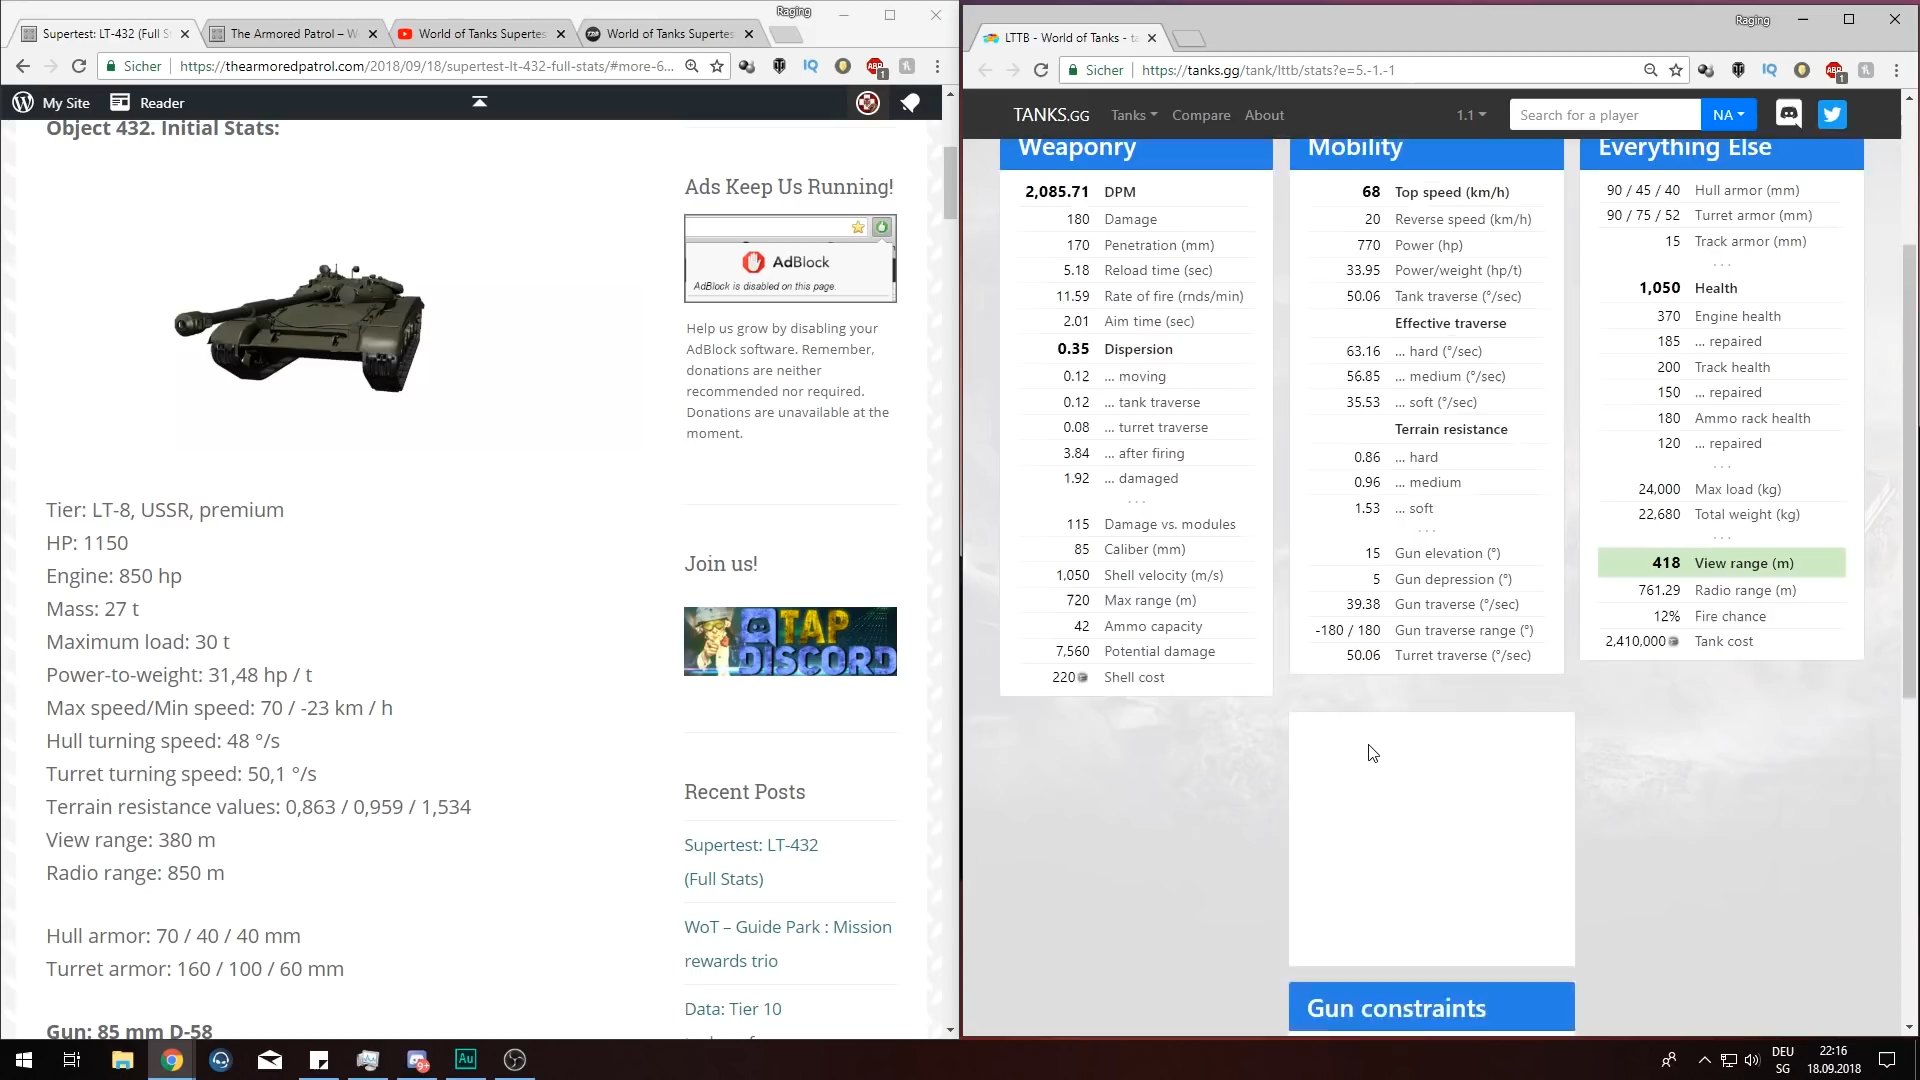 Raging
Supertest: LT-432 (Full S
The Armored Patrol – W
World of Tanks Supertes
World of Tanks Supertes
Sicher
https://thearmoredpatrol.com/2018/09/18/supertest-lt-432-full-stats/#more-6...
My Site
Reader
Object 432. Initial Stats:
Tier: LT-8, USSR, premium
HP: 1150
Engine: 850 hp
Mass: 27 t
Maximum load: 30 t
Power-to-weight: 31,48 hp / t
Max speed/Min speed: 70 / -23 km / h
Hull turning speed: 48 °/s
Turret turning speed: 50,1 °/s
Terrain resistance values: 0,863 / 0,959 / 1,534
View range: 380 m
Radio range: 850 m
Hull armor: 70 / 40 / 40 mm
Turret armor: 160 / 100 / 60 mm
Gun: 85 mm D-58
Ads Keep Us Running!
AdBlock
AdBlock is disabled on this page.
Help us grow by disabling your
AdBlock software. Remember,
donations are neither
recommended nor required.
Donations are unavailable at the
moment.
Join us!
TAP
DISCORD
Recent Posts
Supertest: LT-432
(Full Stats)
WoT – Guide Park : Mission
rewards trio
Data: Tier 10
Raging
LTTB - World of Tanks - ta
Sicher
https://tanks.gg/tank/lttb/stats?e=5.-1.-1
TANKS.GG
Tanks
Compare
About
1.1
Search for a player
NA
Weaponry
2,085.71 DPM
180 Damage
170 Penetration (mm)
5.18 Reload time (sec)
11.59 Rate of fire (rnds/min)
2.01 Aim time (sec)
0.35 Dispersion
0.12 ... moving
0.12 ... tank traverse
0.08 ... turret traverse
3.84 ... after firing
1.92 ... damaged
...
115 Damage vs. modules
85 Caliber (mm)
1,050 Shell velocity (m/s)
720 Max range (m)
42 Ammo capacity
7,560 Potential damage
220 Shell cost
Mobility
68 Top speed (km/h)
20 Reverse speed (km/h)
770 Power (hp)
33.95 Power/weight (hp/t)
50.06 Tank traverse (°/sec)
Effective traverse
63.16 ... hard (°/sec)
56.85 ... medium (°/sec)
35.53 ... soft (°/sec)
Terrain resistance
0.86 ... hard
0.96 ... medium
1.53 ... soft
...
15 Gun elevation (°)
5 Gun depression (°)
39.38 Gun traverse (°/sec)
-180 / 180 Gun traverse range (°)
50.06 Turret traverse (°/sec)
Everything Else
90 / 45 / 40 Hull armor (mm)
90 / 75 / 52 Turret armor (mm)
15 Track armor (mm)
...
1,050 Health
370 Engine health
185 ... repaired
200 Track health
150 ... repaired
180 Ammo rack health
120 ... repaired
...
24,000 Max load (kg)
22,680 Total weight (kg)
...
418 View range (m)
761.29 Radio range (m)
12% Fire chance
2,410,000 Tank cost
Gun constraints
Au
DEU
SG
22:16
18.09.2018